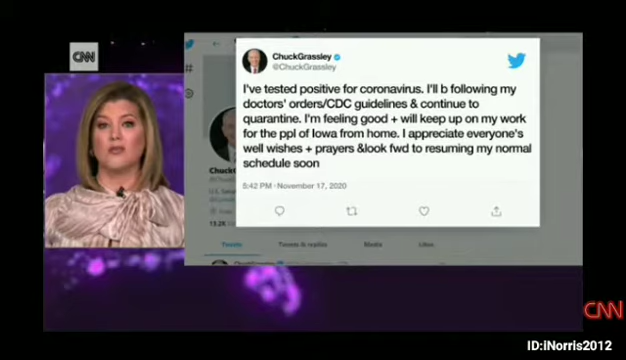 CNN
ChuckGrassley
@ChuckGrassley
I've tested positive for coronavirus. I'll b following my
doctors' orders/CDC guidelines & continue to
quarantine. I'm feeling good + will keep up on my work
for the ppl of Iowa from home. I appreciate everyone's
well wishes + prayers &look fwd to resuming my normal
schedule soon
5:42 PM · November 17, 2020
Tweets Tweets & replies Media Likes
CNN
ID:iNorris2012